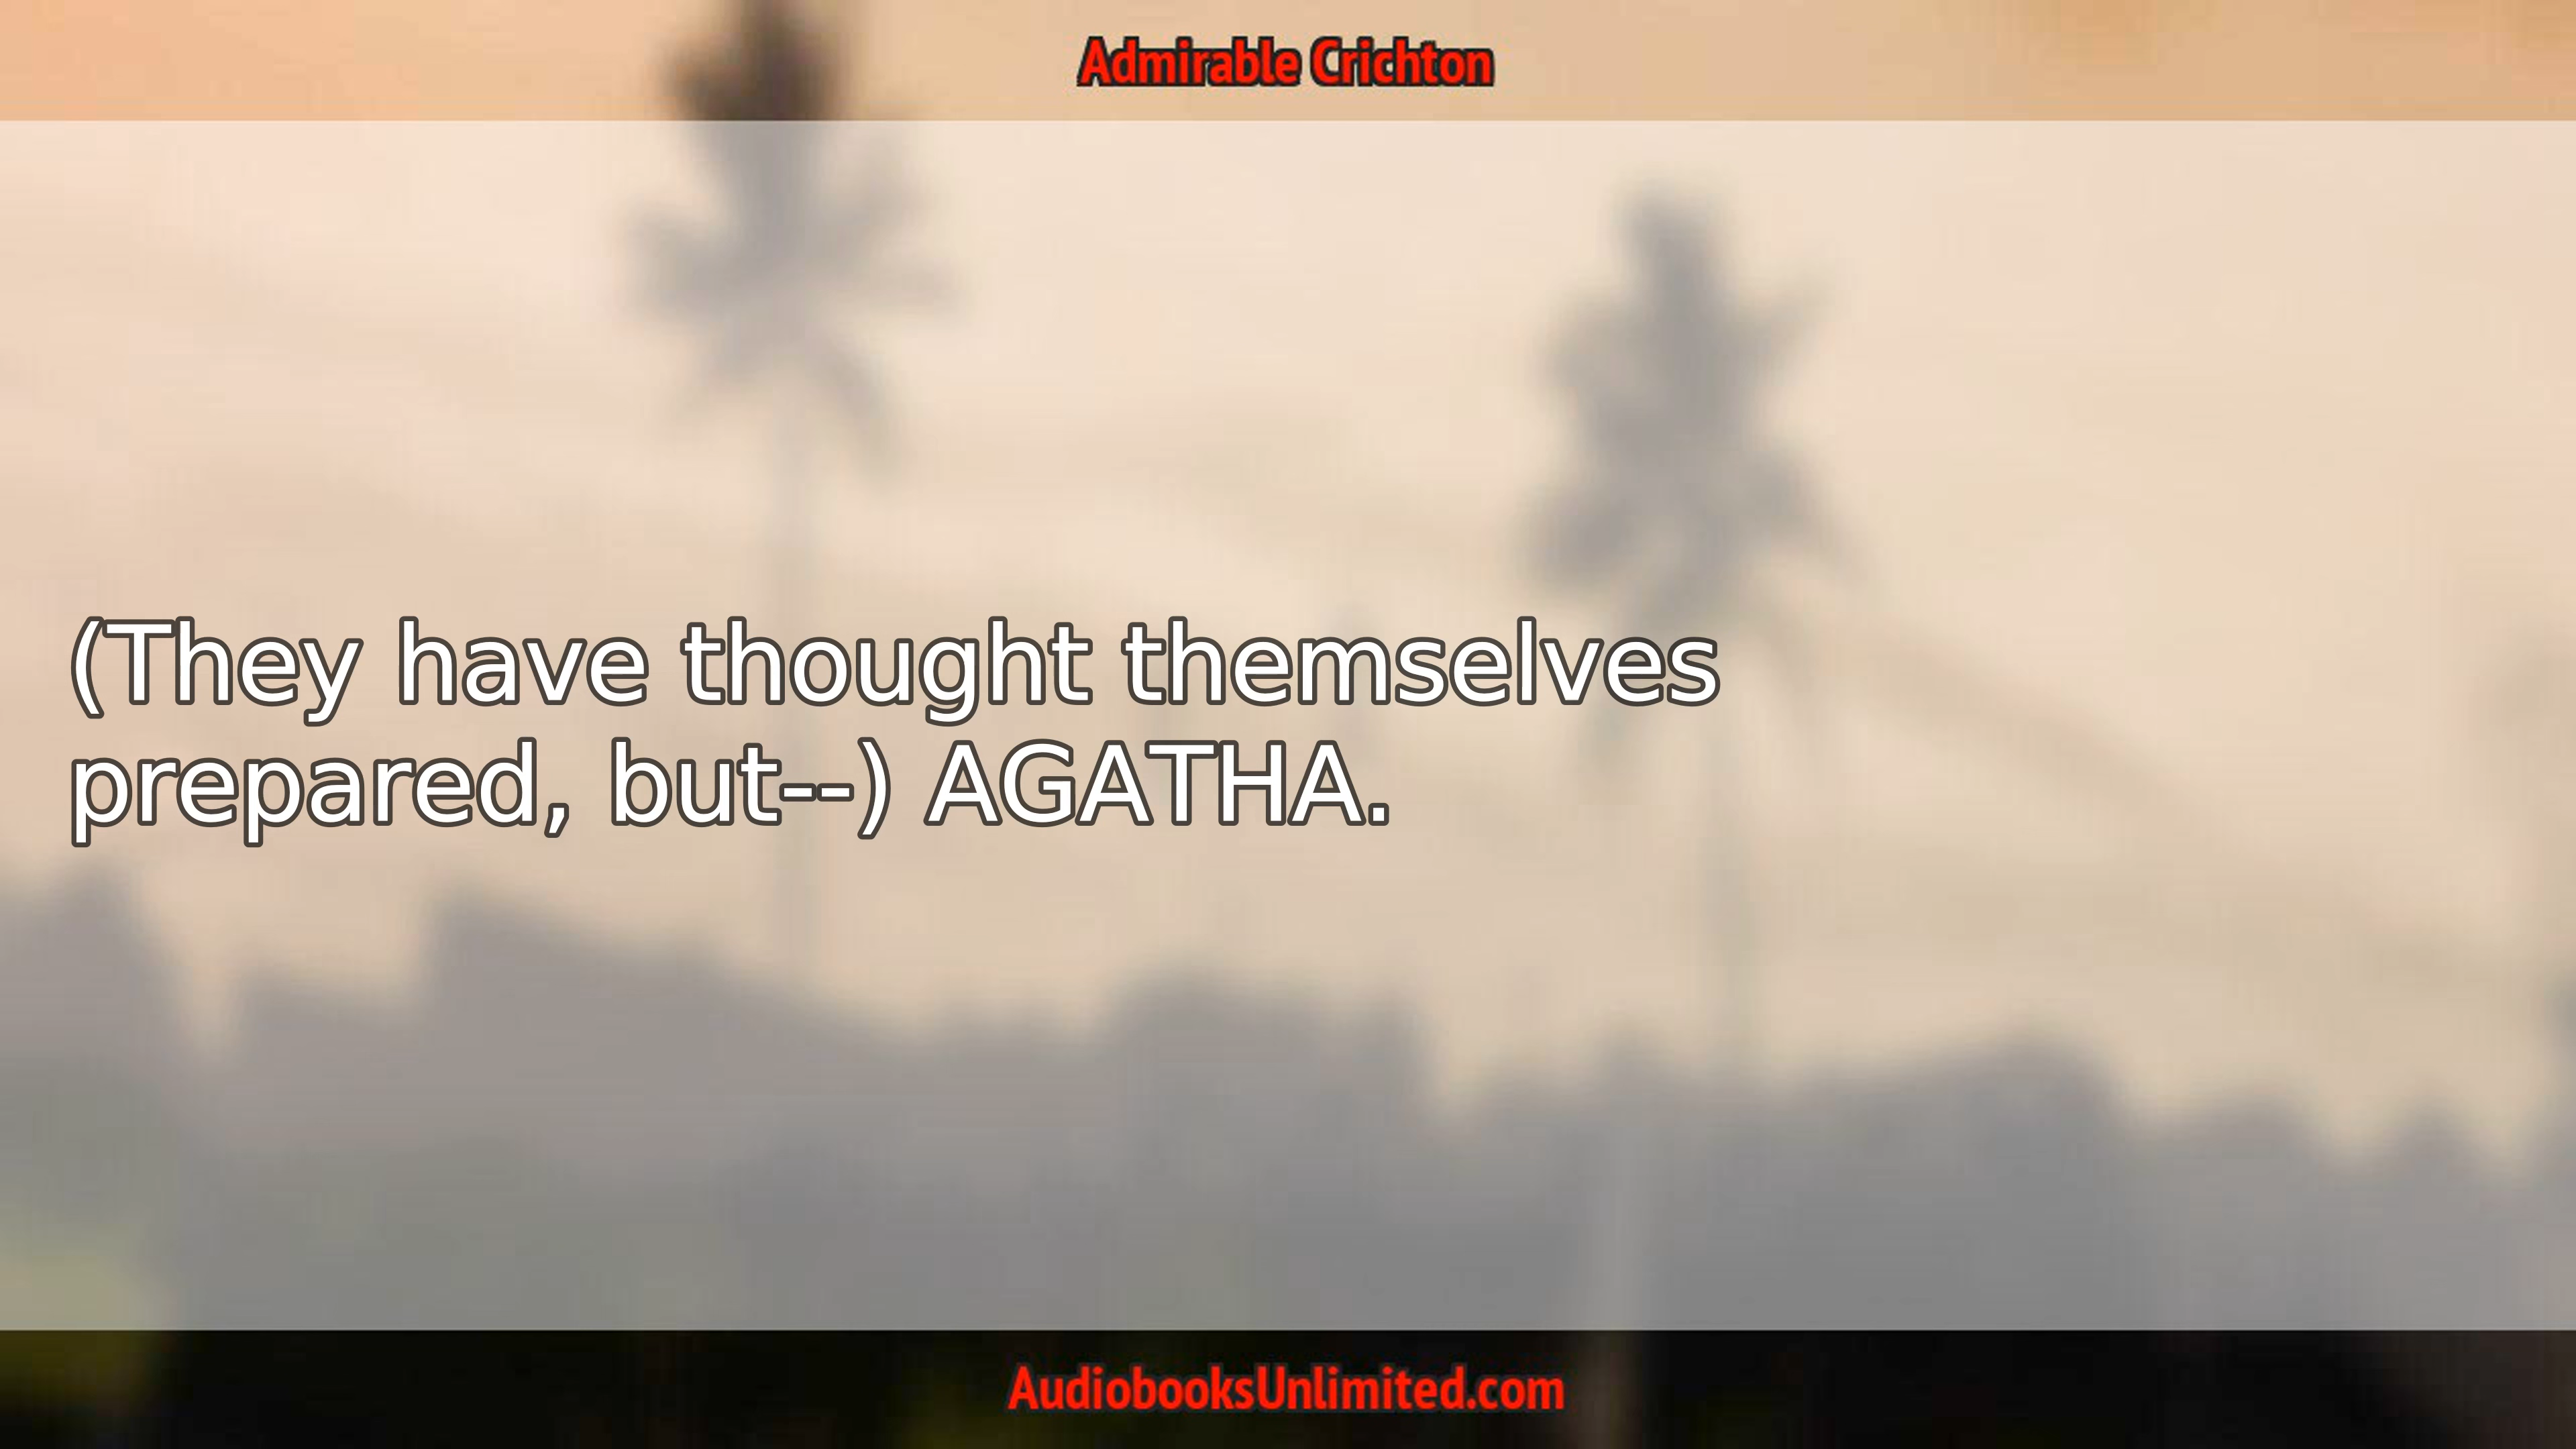 Admirable Crichton
(They have thought themselves
prepared, but--) AGATHA.
AudiobooksUnlimited.com